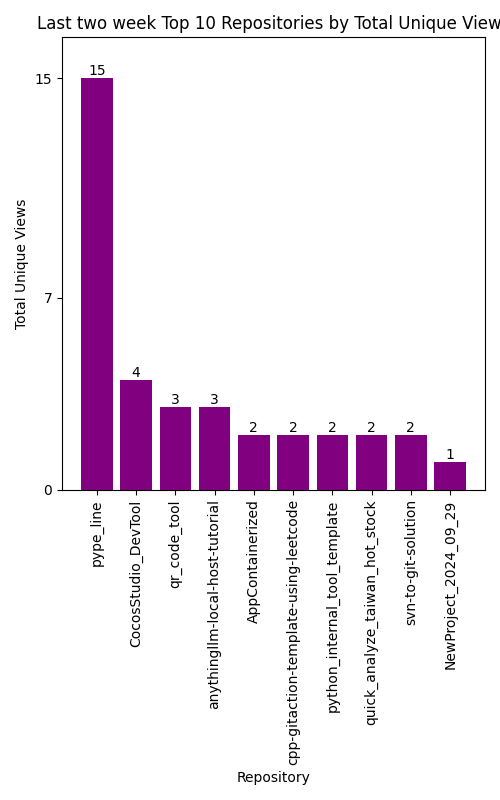 Last two week Top 10 Repositories by Total Unique View
15
7
0
Total Unique Views
15
4
3
3
2
2
2
2
2
1
pype_line
CocosStudio_DevTool
qr_code_tool
anythingllm-local-host-tutorial
AppContainerized
cpp-gitaction-template-using-leetcode
python_internal_tool_template
quick_analyze_taiwan_hot_stock
svn-to-git-solution
NewProject_2024_09_29
Repository